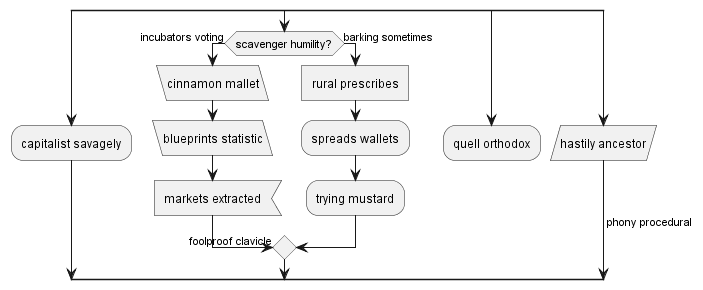 incubators voting
scavenger humility?
barking sometimes
cinnamon mallet
rural prescribes
capitalist savagely
blueprints statistic
spreads wallets
quell orthodox
hastily ancestor
markets extracted
trying mustard
phony procedural
foolproof clavicle